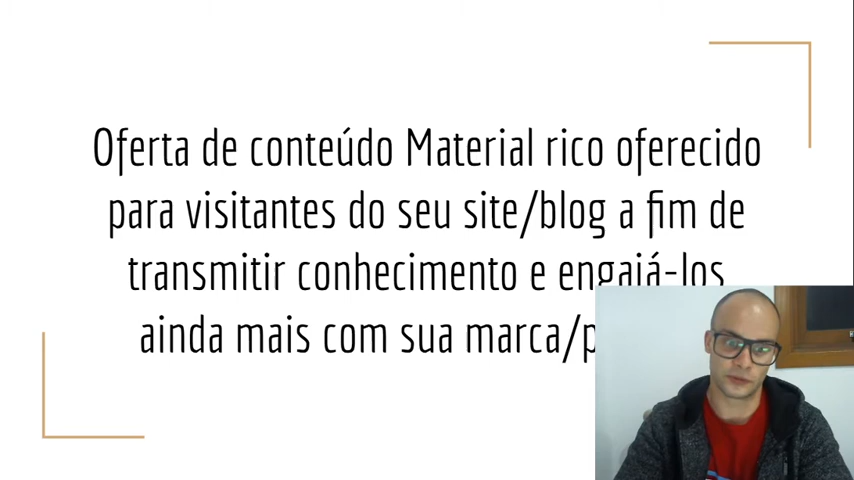 Oferta de conteúdo Material rico oferecido
para visitantes do seu site/blog a fim de
transmitir conhecimento e engajá-los
ainda mais com sua marca/p